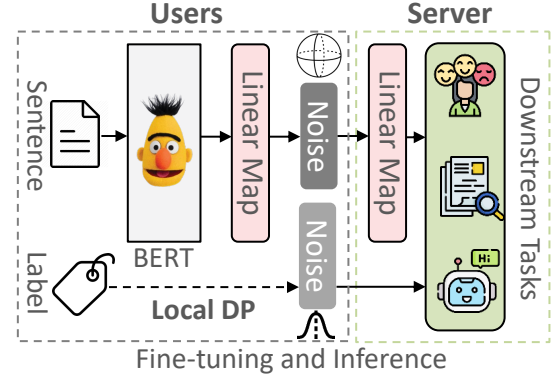 Users
Server
Sentence
BERT
Linear Map
Noise
Linear Map
Downstream Tasks
Hi
Label
Local DP
Noise
Fine-tuning and Inference